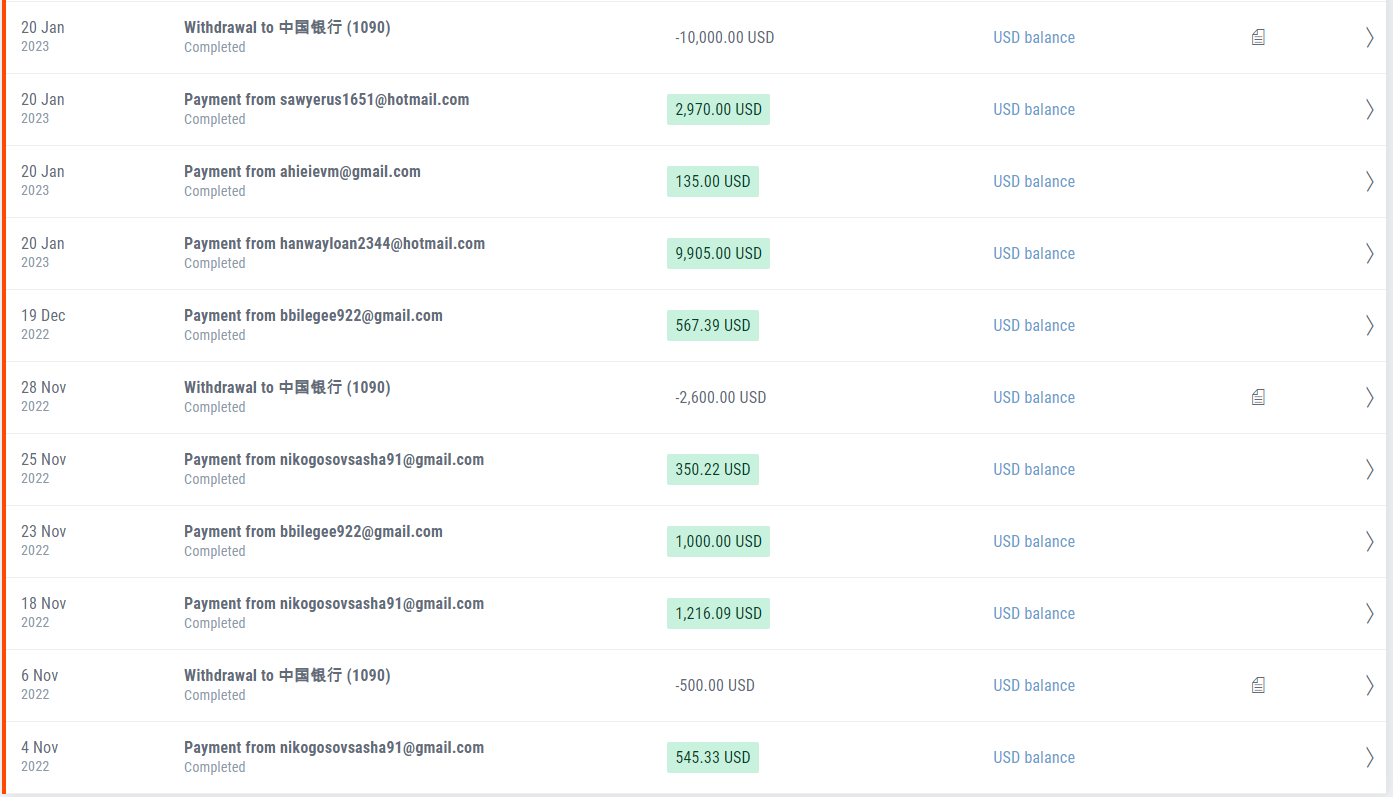 20 Jan
2023
Withdrawal to 中国银行 (1090)
Completed
-10,000.00 USD
USD balance
20 Jan
2023
Payment from sawyerus1651@hotmail.com
Completed
2,970.00 USD
USD balance
20 Jan
2023
Payment from ahieievm@gmail.com
Completed
135.00 USD
USD balance
20 Jan
2023
Payment from hanwayloan2344@hotmail.com
Completed
9,905.00 USD
USD balance
19 Dec
2022
Payment from bbilegee922@gmail.com
Completed
567.39 USD
USD balance
28 Nov
2022
Withdrawal to 中国银行 (1090)
Completed
-2,600.00 USD
USD balance
25 Nov
2022
Payment from nikogosovsasha91@gmail.com
Completed
350.22 USD
USD balance
23 Nov
2022
Payment from bbilegee922@gmail.com
Completed
1,000.00 USD
USD balance
18 Nov
2022
Payment from nikogosovsasha91@gmail.com
Completed
1,216.09 USD
USD balance
6 Nov
2022
Withdrawal to 中国银行 (1090)
Completed
-500.00 USD
USD balance
4 Nov
2022
Payment from nikogosovsasha91@gmail.com
Completed
545.33 USD
USD balance